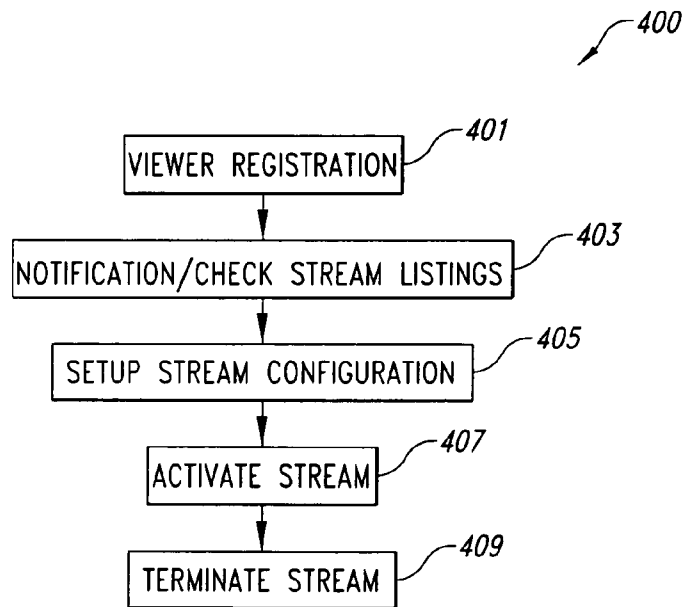 400
401
VIEWER REGISTRATION
403
NOTIFICATION/CHECK STREAM LISTINGS
405
SETUP STREAM CONFIGURATION
407
ACTIVATE STREAM
409
TERMINATE STREAM